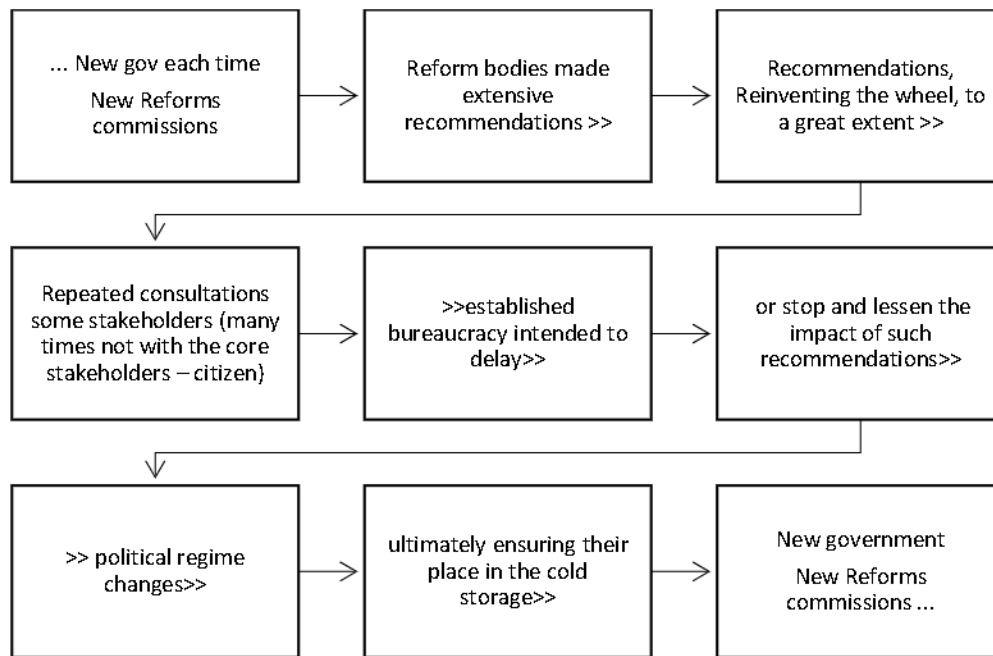 ... New gov each time
New Reforms
commissions
Reform bodies made
extensive
recommendations >>
Recommendations,
Reinventing the wheel, to
a great extent >>
Repeated consultations
some stakeholders (many
times not with the core
stakeholders – citizen)
>>established
bureaucracy intended to
delay>>
or stop and lessen the
impact of such
recommendations>>
>> political regime
changes>>
ultimately ensuring their
place in the cold
storage>>
New government
New Reforms
commissions ...